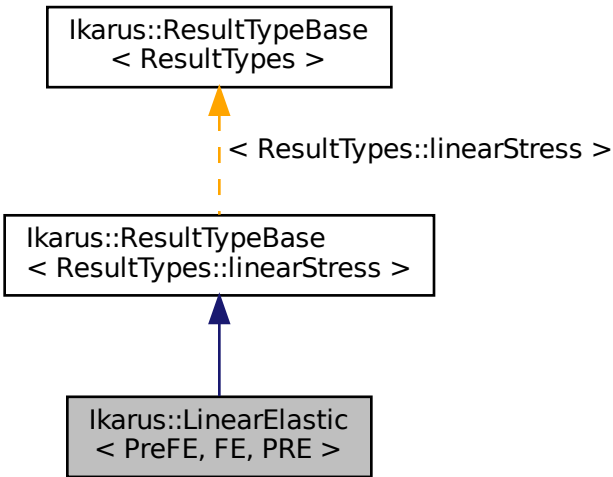 Ikarus::ResultTypeBase
< ResultTypes >
< ResultTypes::linearStress >
Ikarus::ResultTypeBase
< ResultTypes::linearStress >
Ikarus::LinearElastic
< PreFE, FE, PRE >